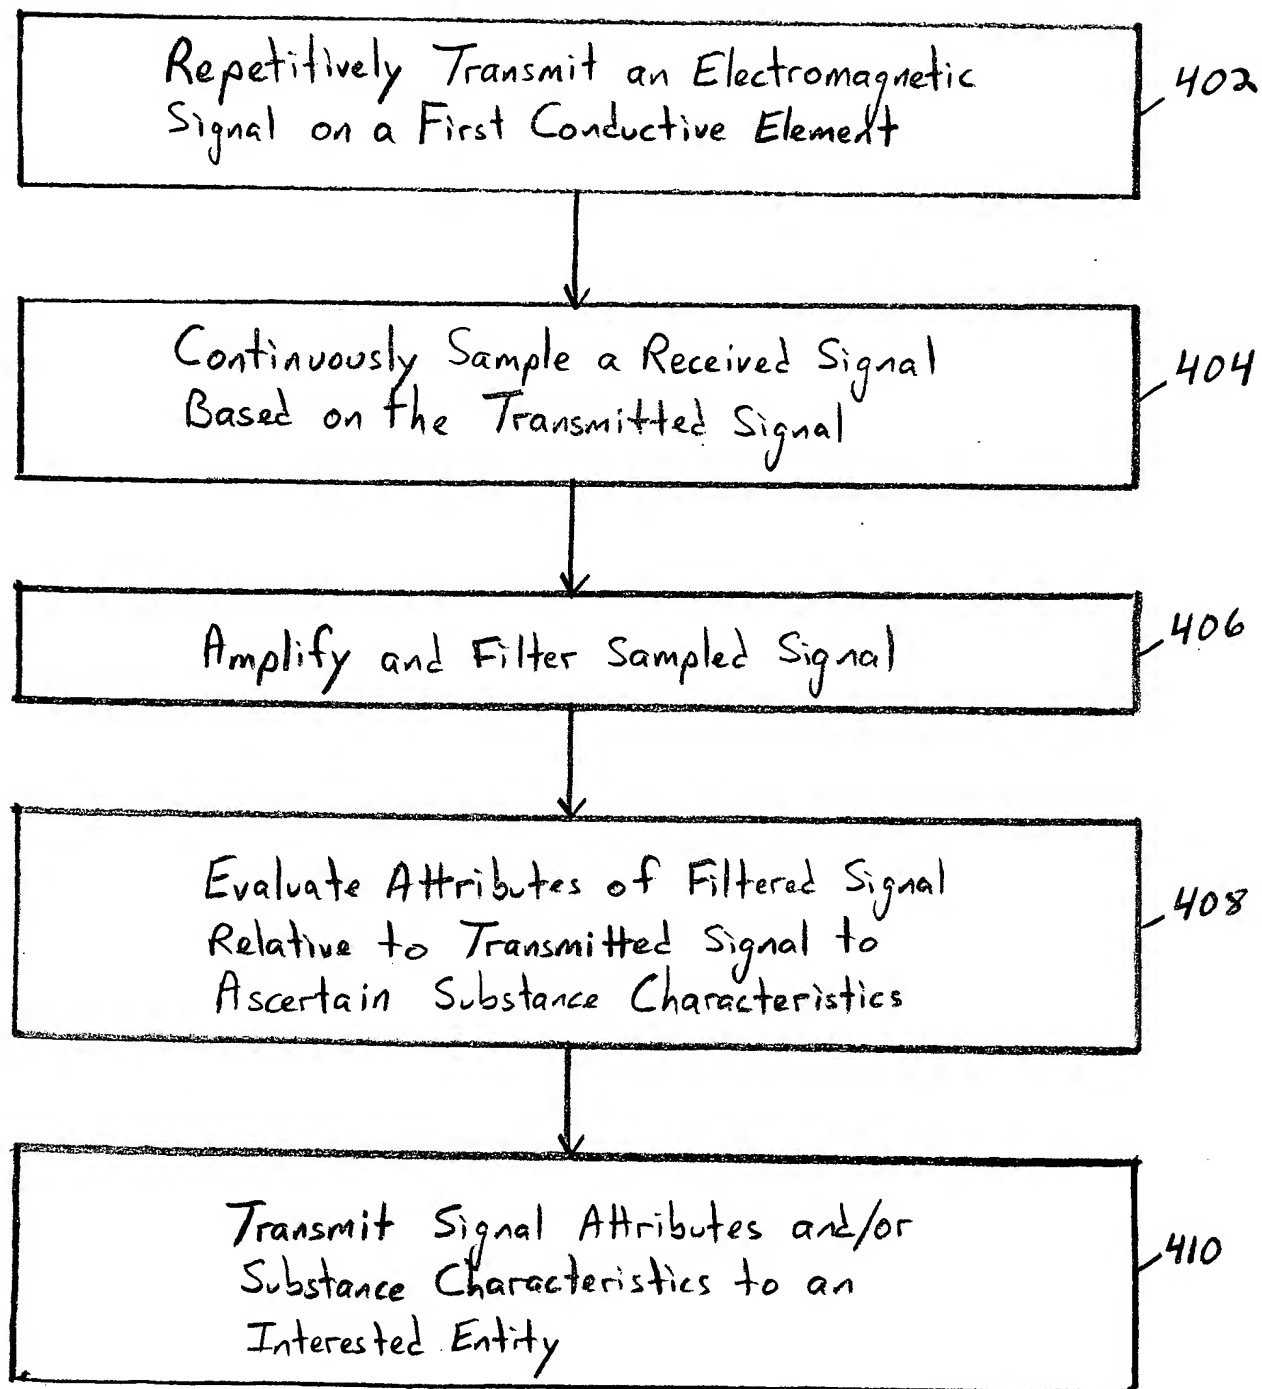 Repetitively Transmit an Electromagnetic
Signal on a First Conductive Element
402
Continuously Sample a Received Signal
Based on the Transmitted Signal
404
Amplify and Filter Sampled Signal
406
Evaluate Attributes of Filtered Signal
Relative to Transmitted Signal to
Ascertain Substance Characteristics
408
Transmit Signal Attributes and/or
Substance Characteristics to an
Interested Entity
410